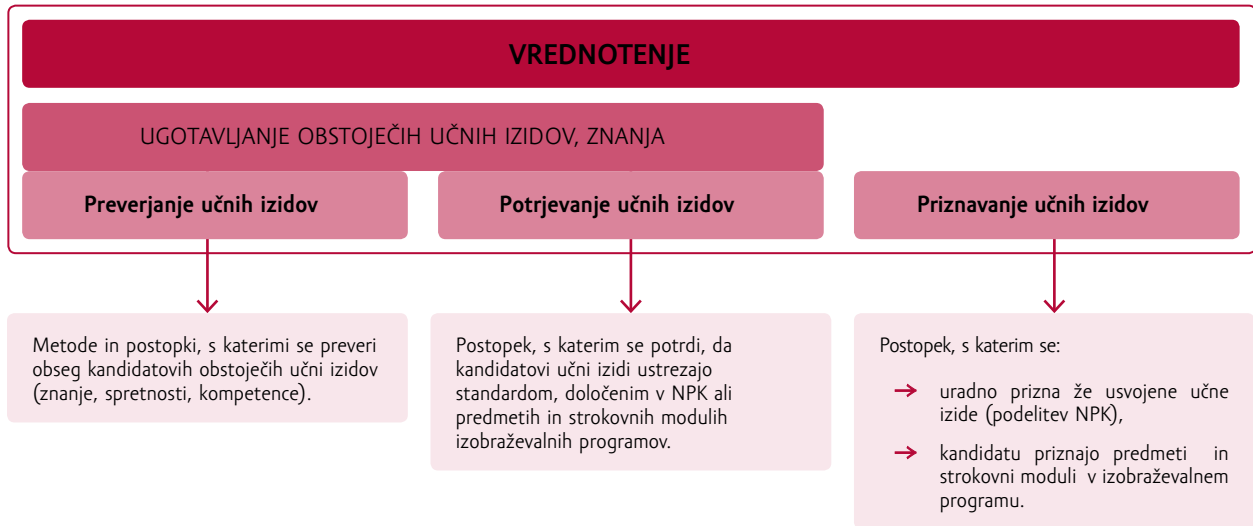 VREDNOTENJE
UGOTAVLJANJE OBSTOJEČIH UČNIH IZIDOV, ZNANJA
Preverjanje učnih izidov
Potrjevanje učnih izidov
Priznavanje učnih izidov
Metode in postopki, s katerimi se preveri
obseg kandidatovih obstoječih učni izidov
(znanje, spretnosti, kompetence).
Postopek, s katerim se potrdi, da
kandidatovi učni izidi ustrezajo
standardom, določenim v NPK ali
predmetih in strokovnih modulih
izobraževalnih programov.
Postopek, s katerim se:
→ uradno prizna že usvojene učne
izide (podelitev NPK),
→ kandidatu priznajo predmeti in
strokovni moduli v izobraževalnem
programu.